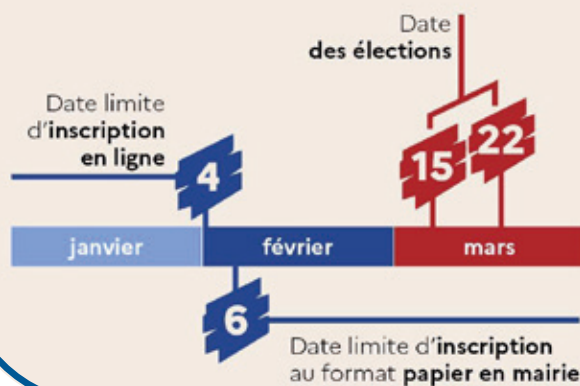 Date
des élections
Date limite
d'inscription
en ligne
4
15
22
janvier
février
mars
6
Date limite d'inscription
au format papier en mairie